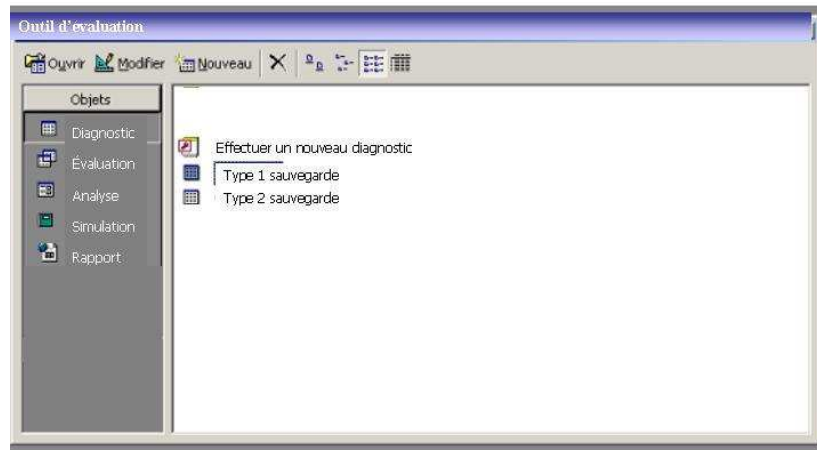 Outil d'évaluation
Ouvrir Modifier Nouveau
Objets
Diagnostic
Évaluation
Analyse
Simulation
Rapport
Effectuer un nouveau diagnostic
Type 1 sauvegarde
Type 2 sauvegarde